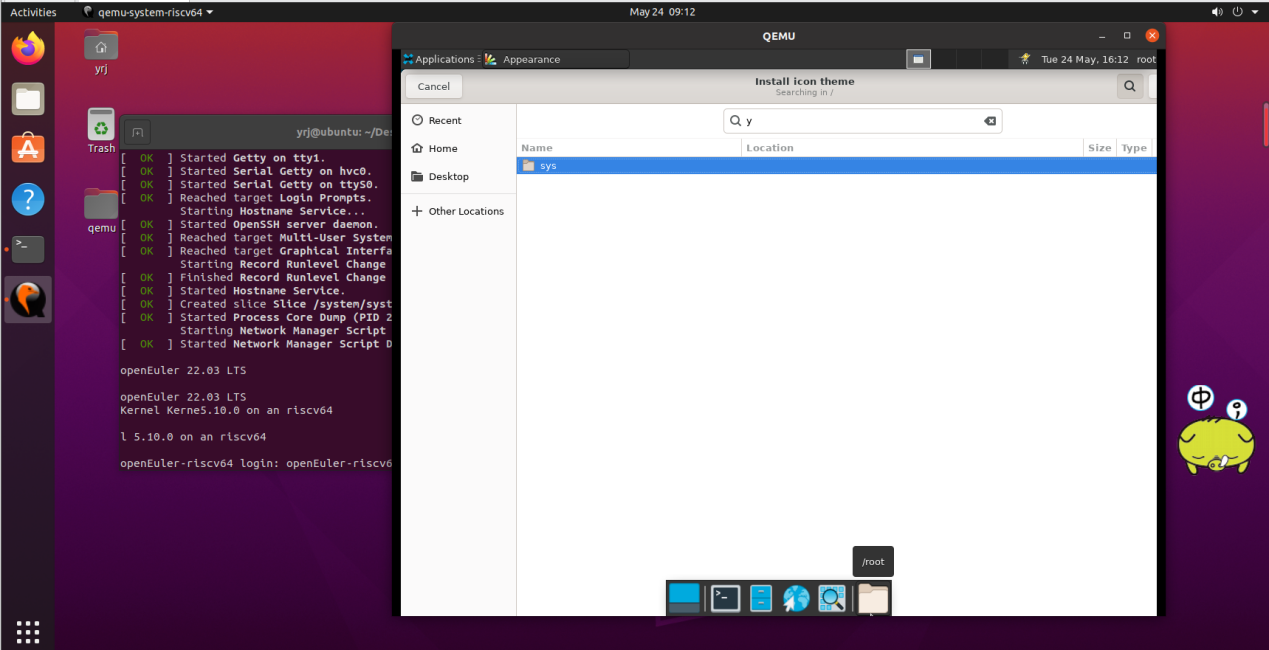 Activities
qemu-system-riscv64
May 24 09:12
yrj
Trash
qemu
yrj@ubuntu: ~/Des
[ OK ] Started Getty on tty1.
[ OK ] Started Serial Getty on hvc0.
[ OK ] Started Serial Getty on ttyS0.
[ OK ] Reached target Login Prompts.
Starting Hostname Service...
[ OK ] Started OpenSSH server daemon.
[ OK ] Reached target Multi-User System
[ OK ] Reached target Graphical Interfa
Starting Record Runlevel Change
[ OK ] Finished Record Runlevel Change
[ OK ] Started Hostname Service.
[ OK ] Created slice Slice /system/syst
[ OK ] Started Process Core Dump (PID 2
Starting Network Manager Script
[ OK ] Started Network Manager Script D
openEuler 22.03 LTS
openEuler 22.03 LTS
Kernel Kerne5.10.0 on an riscv64
l 5.10.0 on an riscv64
openEuler-riscv64 login: openEuler-riscv6
QEMU
Applications
Appearance
Tue 24 May, 16:12 root
Cancel
Install icon theme
Searching in /
Recent
Home
Desktop
Other Locations
y
Name Location Size Type
sys
/root
中